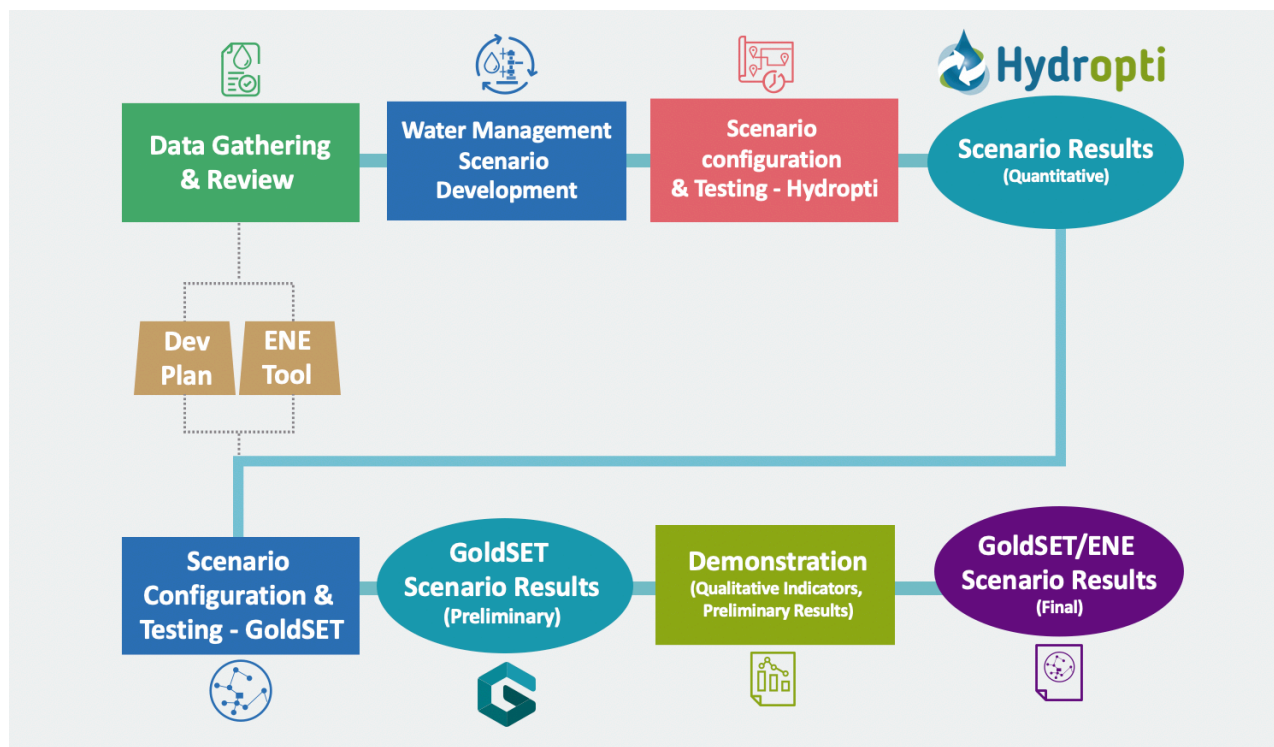 Hydropti
Data Gathering
& Review
Water Management
Scenario
Development
Scenario
configuration
& Testing - Hydropti
Scenario Results
(Quantitative)
Dev
Plan
ENE
Tool
Scenario
Configuration &
Testing - GoldSET
GoldSET
Scenario Results
(Preliminary)
Demonstration
(Qualitative Indicators,
Preliminary Results)
GoldSET/ENE
Scenario Results
(Final)